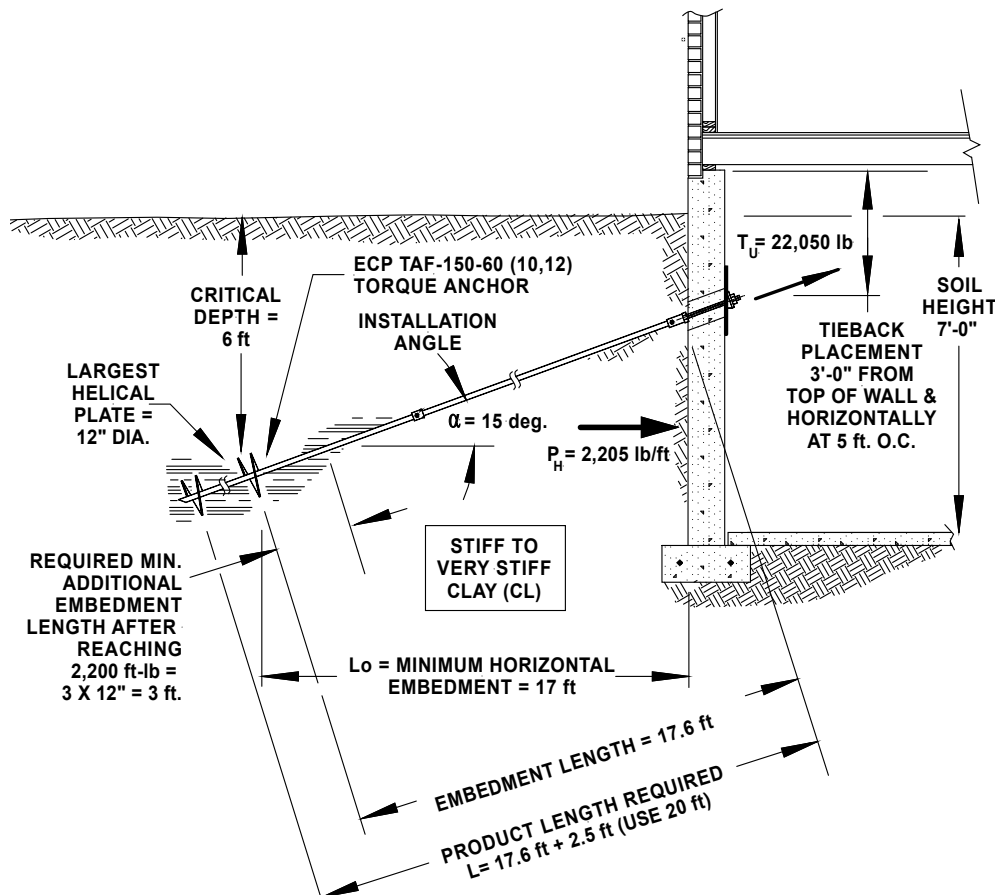 CRITICAL
DEPTH =
6 ft
ECP TAF-150-60 (10,12)
TORQUE ANCHOR
INSTALLATION
ANGLE
LARGEST
HELICAL
PLATE =
12" DIA.
α = 15 deg.
TU= 22,050 lb
SOIL
HEIGHT
7'-0"
TIEBACK
PLACEMENT
3'-0" FROM
TOP OF WALL &
HORIZONTALLY
AT 5 ft. O.C.
PH= 2,205 lb/ft
STIFF TO
VERY STIFF
CLAY (CL)
REQUIRED MIN.
ADDITIONAL
EMBEDMENT
LENGTH AFTER
REACHING
2,200 ft-lb =
3 X 12" = 3 ft.
Lo = MINIMUM HORIZONTAL
EMBEDMENT = 17 ft
EMBEDMENT LENGTH = 17.6 ft
PRODUCT LENGTH REQUIRED
L= 17.6 ft + 2.5 ft (USE 20 ft)